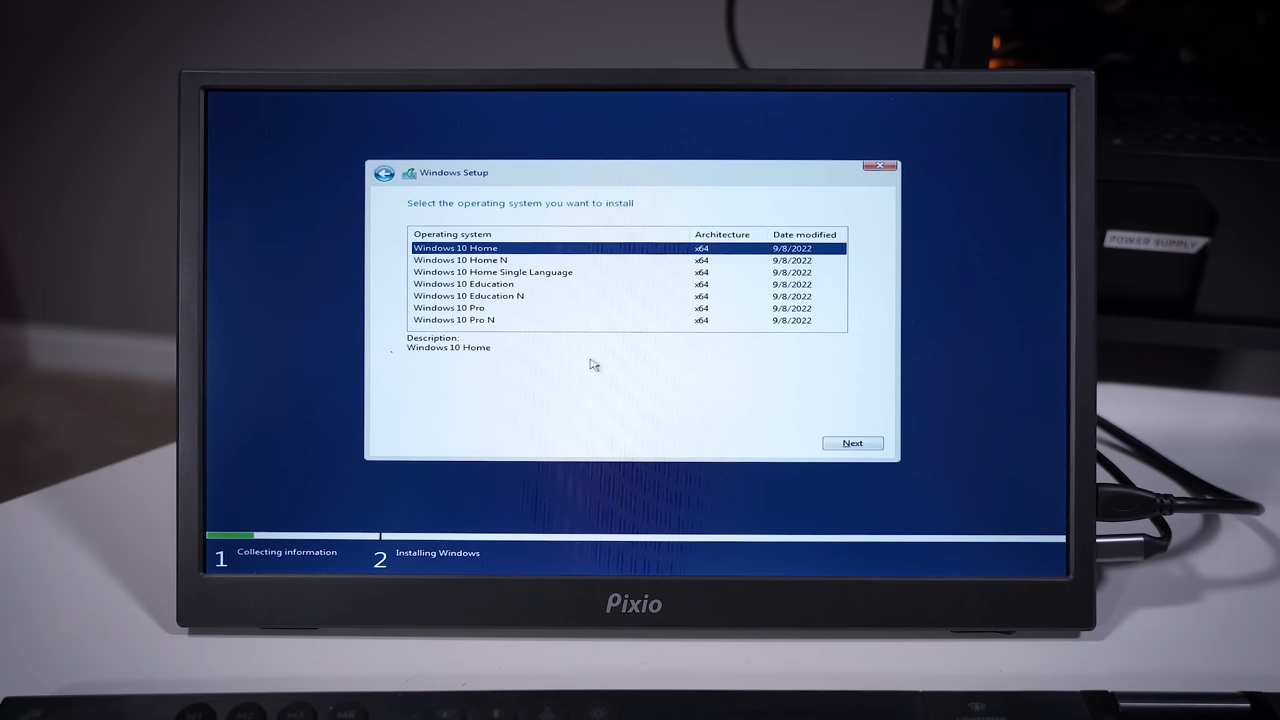 Windows Setup
Select the operating system you want to install
Operating system Architecture Date modified
Windows 10 Home x64 9/8/2022
Windows 10 Home N x64 9/8/2022
Windows 10 Home Single Language x64 9/8/2022
Windows 10 Education x64 9/8/2022
Windows 10 Education N x64 9/8/2022
Windows 10 Pro x64 9/8/2022
Windows 10 Pro N x64 9/8/2022
Description:
Windows 10 Home
Next
1 Collecting information 2 Installing Windows
Pixio
POWER SUPPLY